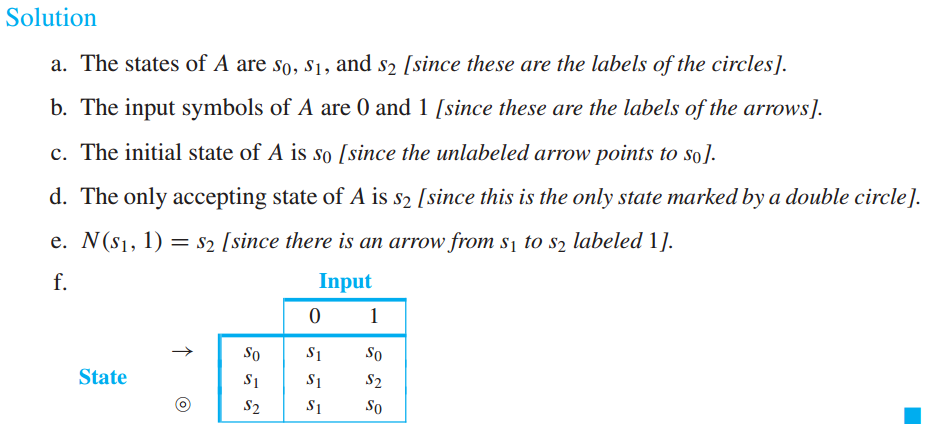 Solution
a. The states of A are s₀, s₁, and s₂ [since these are the labels of the circles].
b. The input symbols of A are 0 and 1 [since these are the labels of the arrows].
c. The initial state of A is s₀ [since the unlabeled arrow points to s₀].
d. The only accepting state of A is s₂ [since this is the only state marked by a double circle].
e. N(s₁, 1) = s₂ [since there is an arrow from s₁ to s₂ labeled 1].
f. Input
0 1
→ s₀ s₁ s₀
State s₁ s₁ s₂
◎ s₂ s₁ s₀